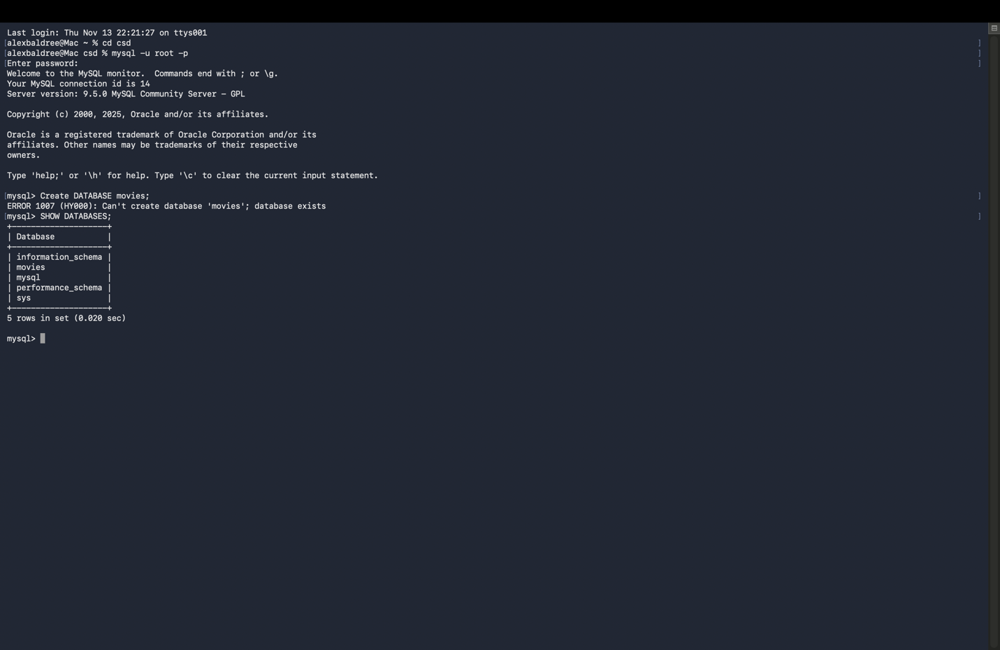 Last login: Thu Nov 13 22:21:27 on ttys001
[alexbaldree@Mac ~ % cd csd ]
[alexbaldree@Mac csd % mysql -u root -p ]
[Enter password: ]
Welcome to the MySQL monitor.  Commands end with ; or \g.
Your MySQL connection id is 14
Server version: 9.5.0 MySQL Community Server - GPL

Copyright (c) 2000, 2025, Oracle and/or its affiliates.

Oracle is a registered trademark of Oracle Corporation and/or its
affiliates. Other names may be trademarks of their respective
owners.

Type 'help;' or '\h' for help. Type '\c' to clear the current input statement.

[mysql> Create DATABASE movies; ]
ERROR 1007 (HY000): Can't create database 'movies'; database exists
[mysql> SHOW DATABASES; ]
+--------------------+
| Database           |
+--------------------+
| information_schema |
| movies             |
| mysql              |
| performance_schema |
| sys                |
+--------------------+
5 rows in set (0.020 sec)

mysql>